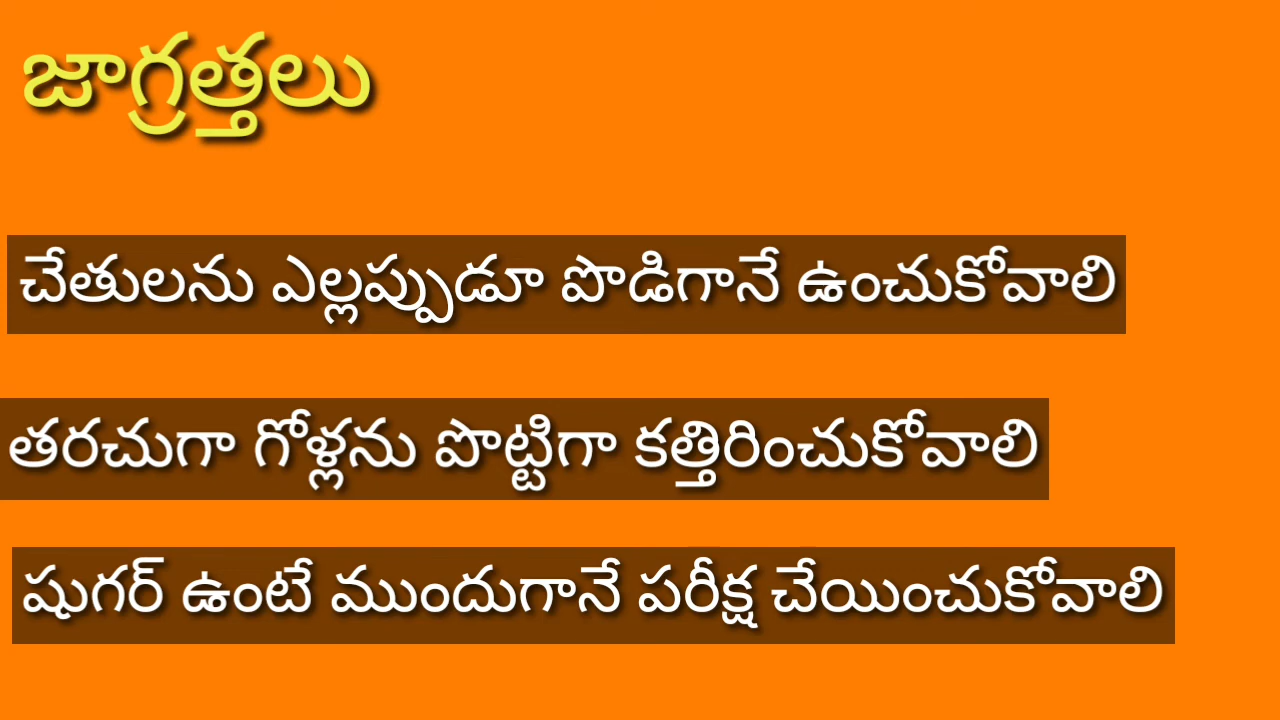 జాగ్రత్తలు
చేతులను ఎల్లప్పుడూ పొడిగానే ఉంచుకోవాలి
తరచుగా గోళ్లను పొట్టిగా కత్తిరించుకోవాలి
షుగర్ ఉంటే ముందుగానే పరీక్ష చేయించుకోవాలి